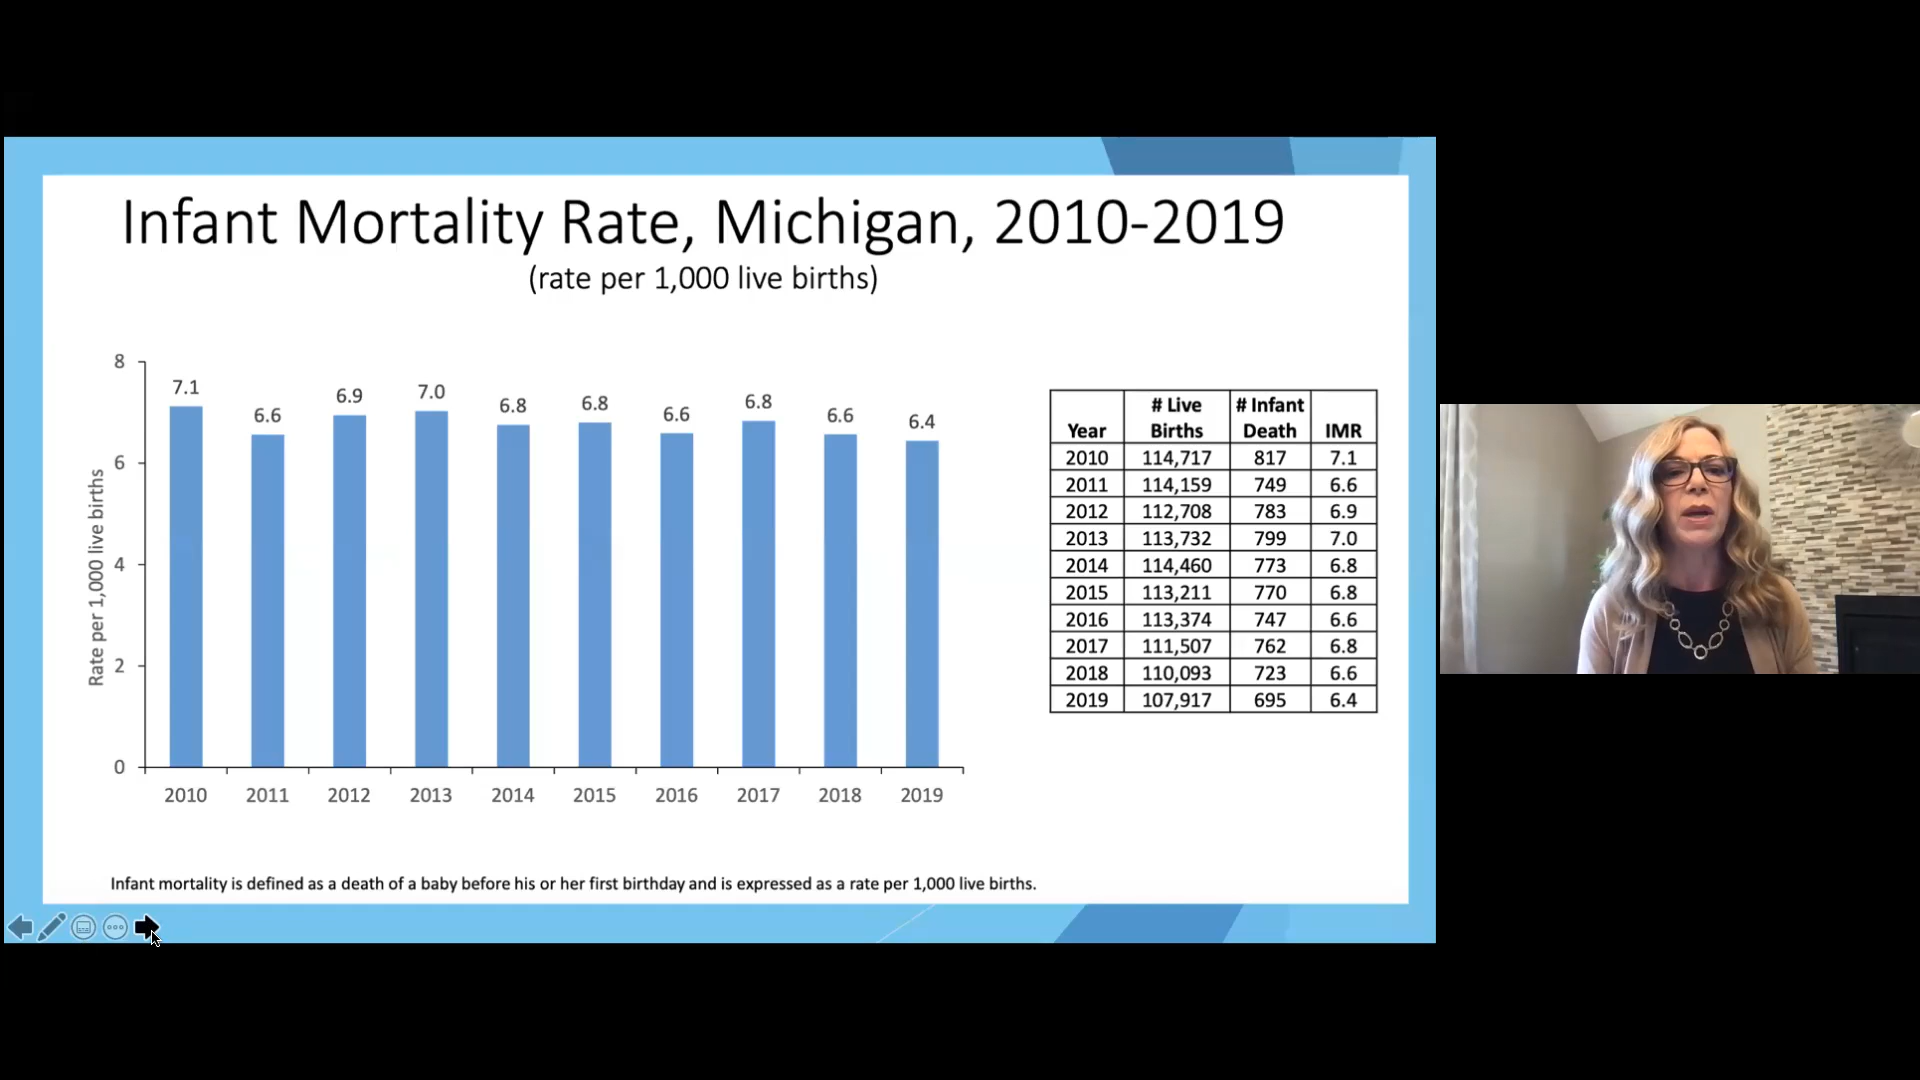 Infant Mortality Rate, Michigan, 2010-2019
(rate per 1,000 live births)
Rate per 1,000 live births
8
6
4
2
0
7.1
6.6
6.9
7.0
6.8
6.8
6.6
6.8
6.6
6.4
2010 2011 2012 2013 2014 2015 2016 2017 2018 2019
Year # Live Births # Infant Death IMR
2010 114,717 817 7.1
2011 114,159 749 6.6
2012 112,708 783 6.9
2013 113,732 799 7.0
2014 114,460 773 6.8
2015 113,211 770 6.8
2016 113,374 747 6.6
2017 111,507 762 6.8
2018 110,093 723 6.6
2019 107,917 695 6.4
Infant mortality is defined as a death of a baby before his or her first birthday and is expressed as a rate per 1,000 live births.